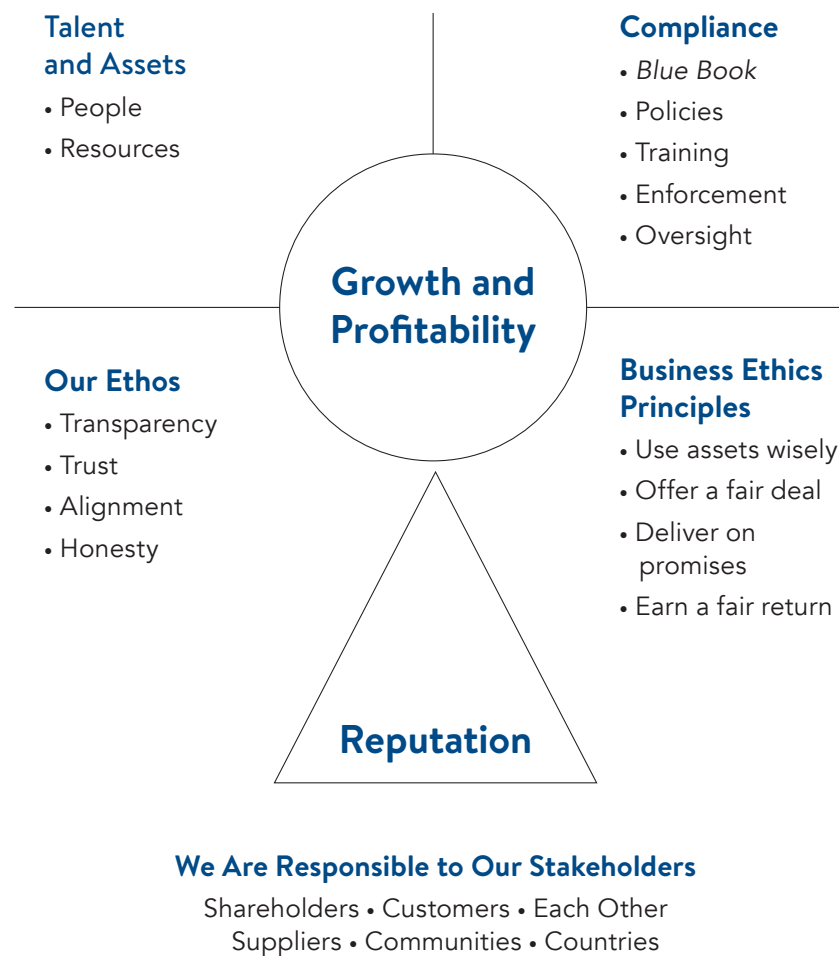 Talent
and Assets
• People
• Resources
Compliance
• Blue Book
• Policies
• Training
• Enforcement
• Oversight
Growth and
Profitability
Our Ethos
• Transparency
• Trust
• Alignment
• Honesty
Business Ethics
Principles
• Use assets wisely
• Offer a fair deal
• Deliver on
promises
• Earn a fair return
Reputation
We Are Responsible to Our Stakeholders
Shareholders • Customers • Each Other
Suppliers • Communities • Countries